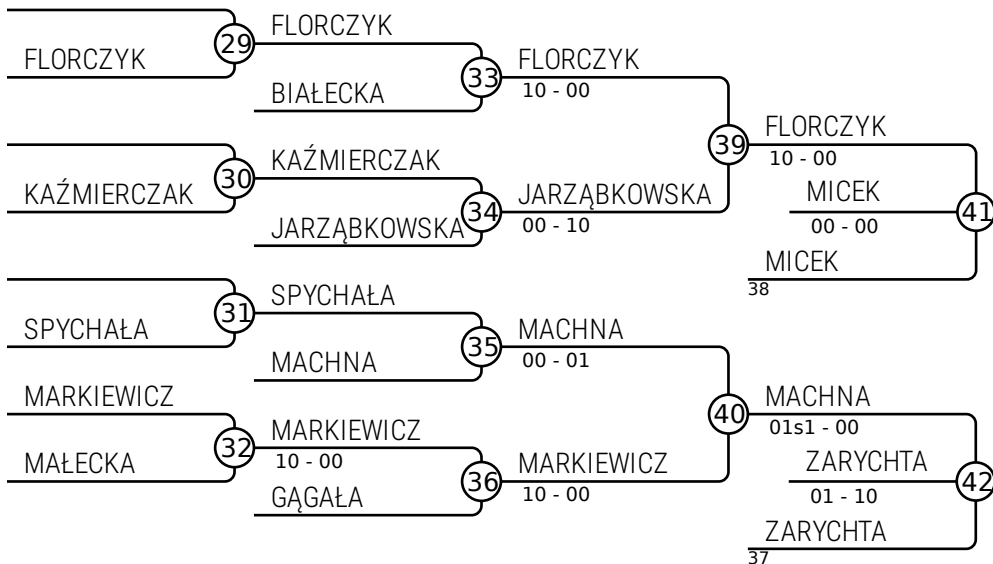 FLORCZYK
29
FLORCZYK
BIAŁECKA
33
FLORCZYK
10 - 00
KAŹMIERCZAK
30
KAŹMIERCZAK
JARZĄBKOWSKA
34
JARZĄBKOWSKA
00 - 10
39
FLORCZYK
10 - 00
MICEK
00 - 00
MICEK
38
41
SPYCHAŁA
31
SPYCHAŁA
MACHNA
35
MACHNA
00 - 01
MARKIEWICZ
MAŁECKA
32
MARKIEWICZ
10 - 00
GĄGAŁA
36
MARKIEWICZ
10 - 00
40
MACHNA
01s1 - 00
ZARYCHTA
01 - 10
ZARYCHTA
37
42